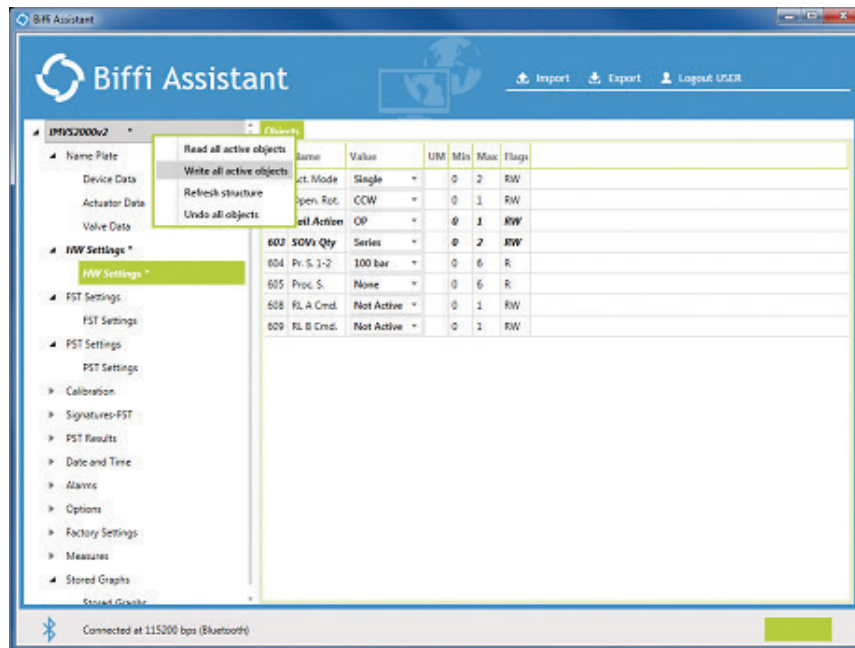 Biffi Assistant
Biffi Assistant
Import Export Logout USER
IMVS2000v2 *
Name Plate
Device Data
Actuator Data
Valve Data
HW Settings *
HW Settings *
FST Settings
FST Settings
PST Settings
PST Settings
Calibration
Signatures-FST
PST Results
Date and Time
Alarms
Options
Factory Settings
Measures
Stored Graphs
Stored Graphs
Read all active objects
Write all active objects
Refresh structure
Undo all objects
Objects
Name Value UM Min Max Flags
Act. Mode Single 0 2 RW
Open. Rot. CCW 0 1 RW
Fail Action OP 0 1 RW
603 SOVs Qty Series 0 2 RW
604 Pr. S. 1-2 100 bar 0 6 R
605 Proc. S. None 0 6 R
608 RL A Cmd. Not Active 0 1 RW
609 RL B Cmd. Not Active 0 1 RW
Connected at 115200 bps (Bluetooth)